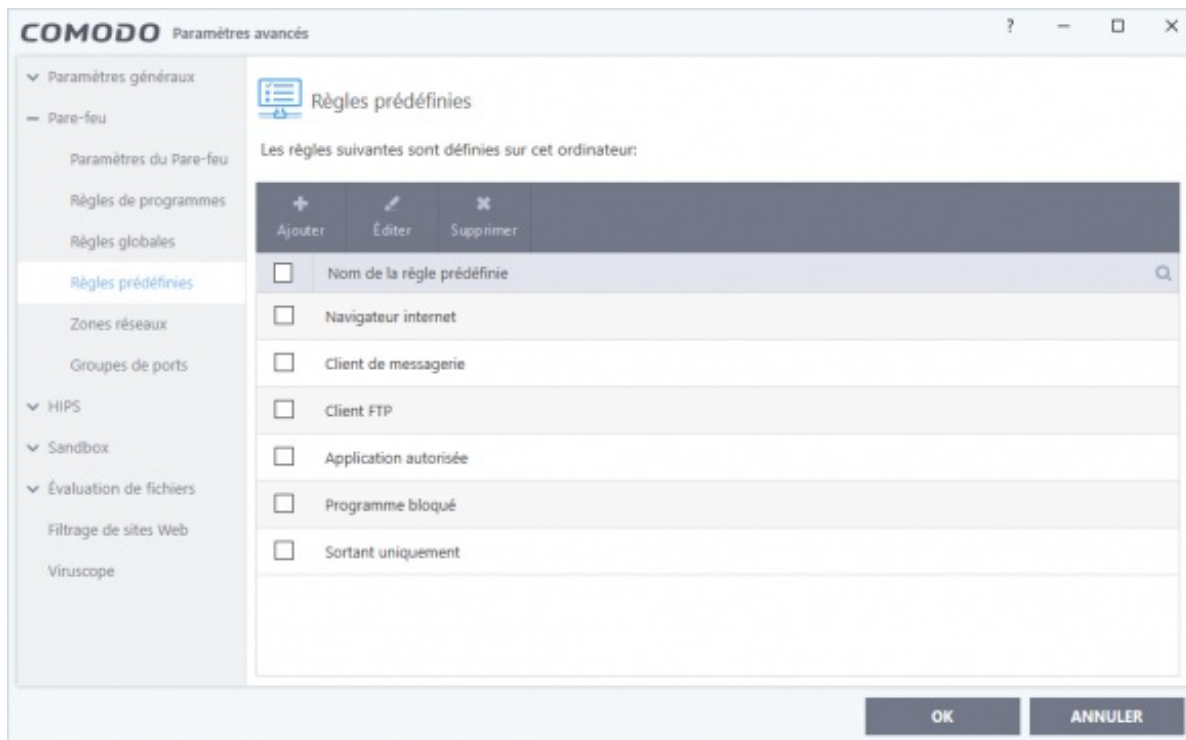 COMODO Paramètres avancés
?
Paramètres généraux
Pare-feu
Paramètres du Pare-feu
Règles de programmes
Règles globales
Règles prédéfinies
Zones réseaux
Groupes de ports
HIPS
Sandbox
Évaluation de fichiers
Filtrage de sites Web
Viruscope
Règles prédéfinies
Les règles suivantes sont définies sur cet ordinateur:
Ajouter Éditer Supprimer
Nom de la règle prédéfinie
Navigateur internet
Client de messagerie
Client FTP
Application autorisée
Programme bloqué
Sortant uniquement
OK ANNULER